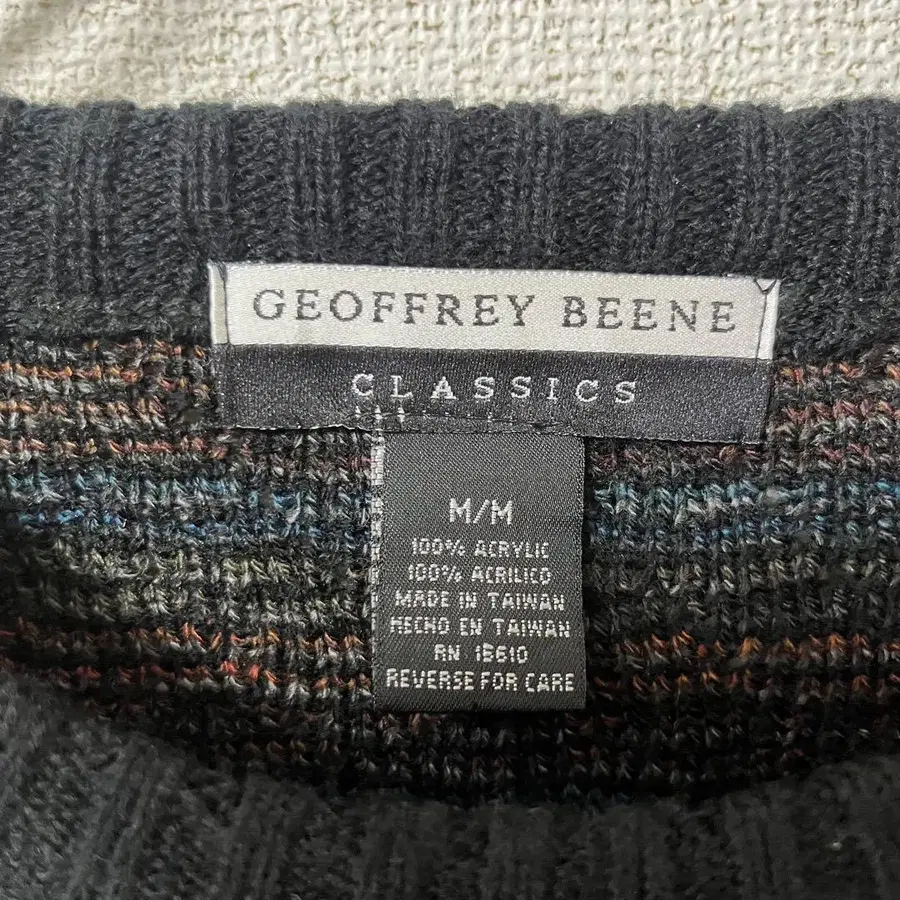 GEOFFREY BEENE
CLASSICS
M/M
100% ACRYLIC
100% ACRILICO
MADE IN TAIWAN
HECHO EN TAIWAN
RN 18610
REVERSE FOR CARE